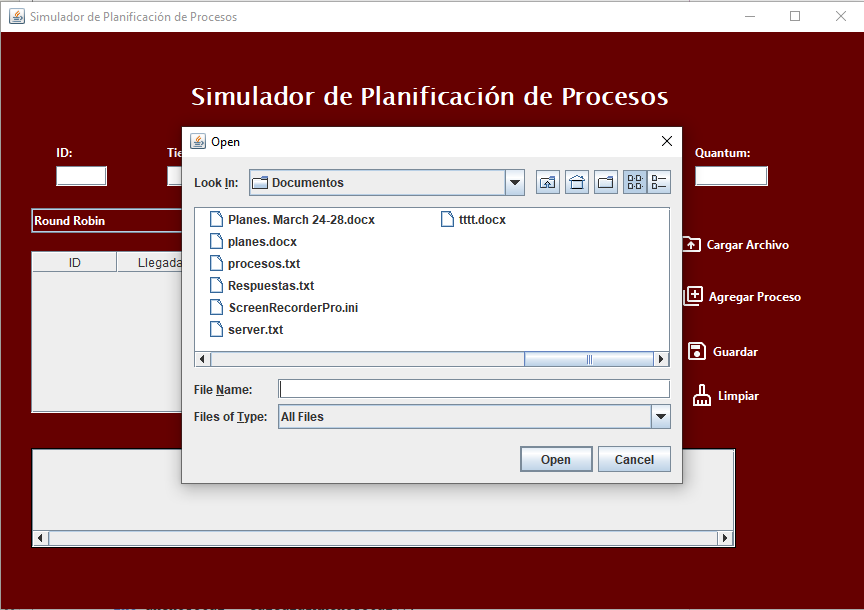 Simulador de Planificación de Procesos
Simulador de Planificación de Procesos
ID:
Tie
Quantum:
Round Robin
ID
Llegada
Open
Look In:
Documentos
Planes. March 24-28.docx
planes.docx
procesos.txt
Respuestas.txt
ScreenRecorderPro.ini
server.txt
tttt.docx
File Name:
Files of Type:
All Files
Open
Cancel
Cargar Archivo
Agregar Proceso
Guardar
Limpiar